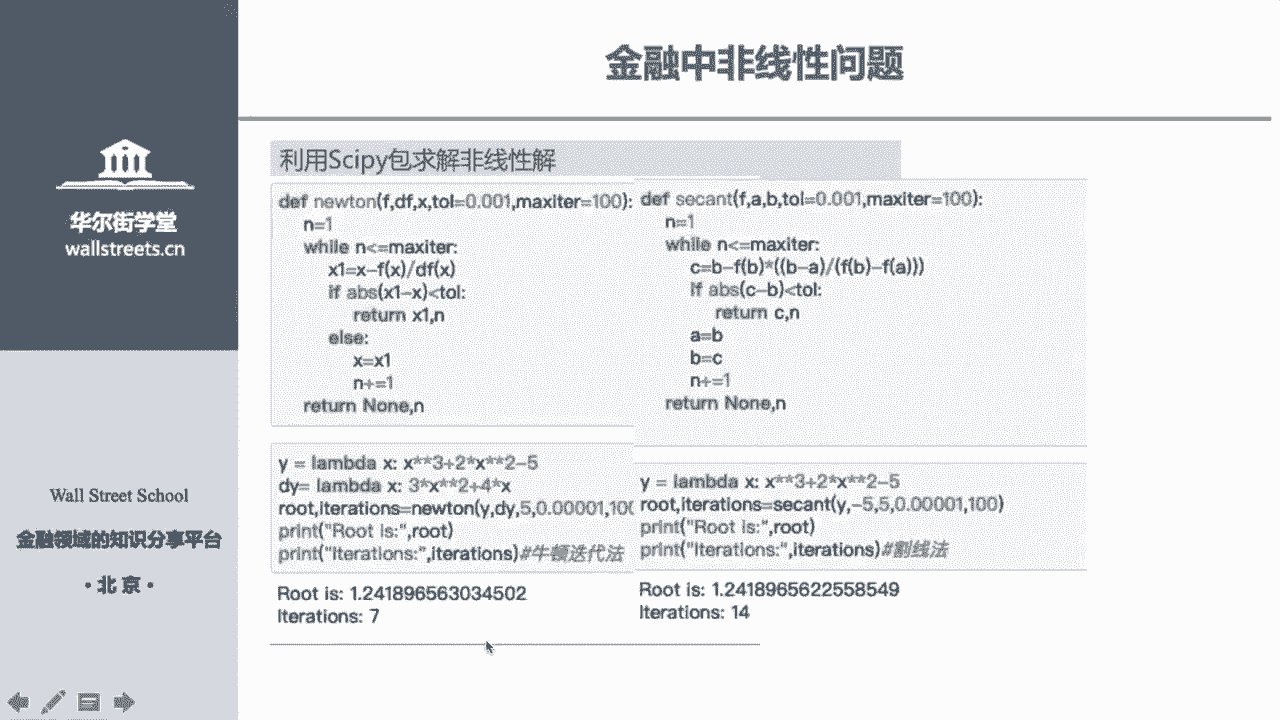 金融中非线性问题
华尔街学堂
wallstreets.cn
Wall Street School
金融领域的知识分享平台
·北京·
利用Scipy包求解非线性解
def newton(f,df,x,tol=0.001,maxiter=100):
n=1
while n<=maxiter:
x1=x-f(x)/df(x)
if abs(x1-x)<tol:
return x1,n
else:
x=x1
n+=1
return None,n
y = lambda x: x**3+2*x**2-5
dy= lambda x: 3*x**2+4*x
root,iterations=newton(y,dy,5,0.00001,100
print("Root is:",root)
print("Iterations:",iterations)#牛顿迭代法
Root is: 1.241896563034502
Iterations: 7
def secant(f,a,b,tol=0.001,maxiter=100):
n=1
while n<=maxiter:
c=b-f(b)*((b-a)/(f(b)-f(a)))
if abs(c-b)<tol:
return c,n
a=b
b=c
n+=1
return None,n
y = lambda x: x**3+2*x**2-5
root,iterations=secant(y,-5,5,0.00001,100)
print("Root is:",root)
print("Iterations:",iterations)#割线法
Root is: 1.2418965622558549
Iterations: 14